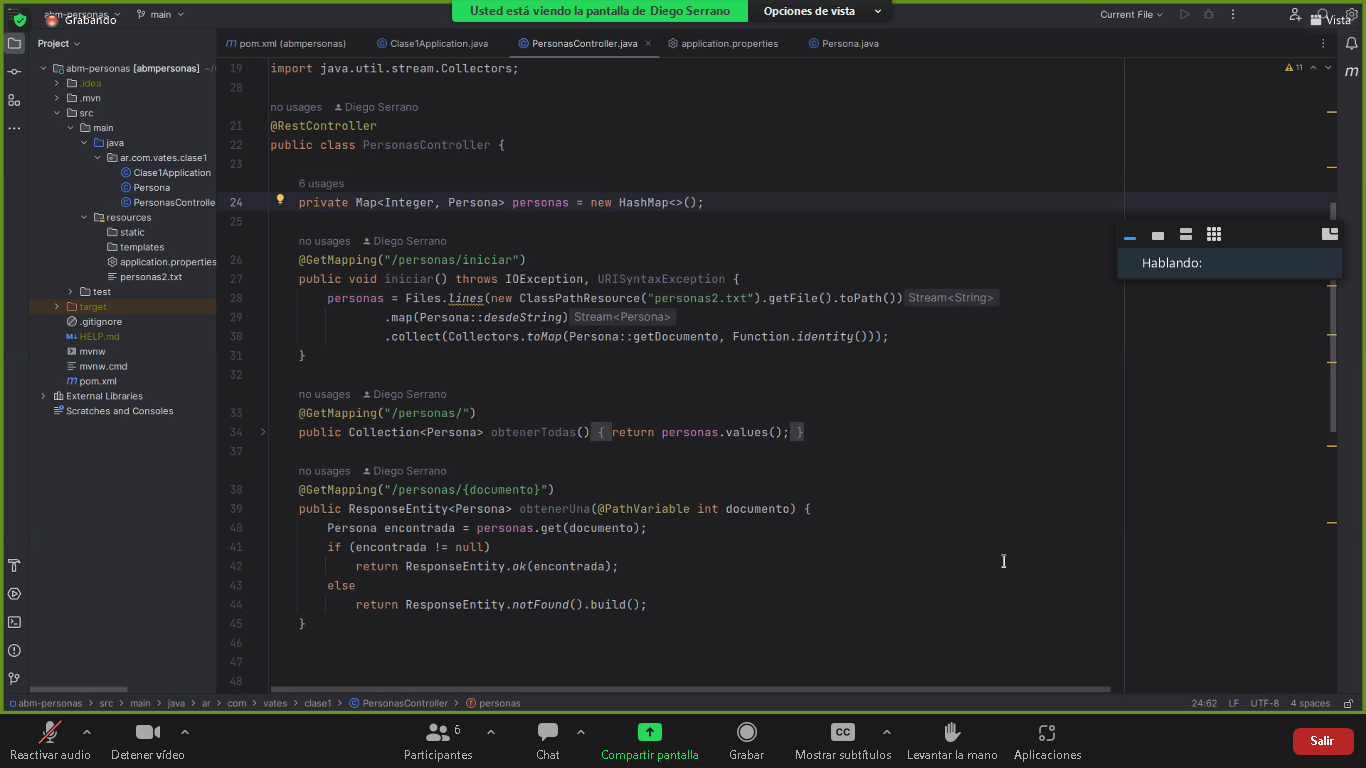 abm-personas
Grabando
main
Usted está viendo la pantalla de Diego Serrano
Opciones de vista
Current File
Vista
Project
pom.xml (abmpersonas)
Clase1Application.java
PersonasController.java
application.properties
Persona.java
abm-personas [abmpersonas]
.idea
.mvn
src
main
java
ar.com.vates.clase1
Clase1Application
Persona
PersonasControlle
resources
static
templates
application.properties
personas2.txt
test
target
.gitignore
HELP.md
mvnw
mvnw.cmd
pom.xml
External Libraries
Scratches and Consoles
11
19 import java.util.stream.Collectors;
20
no usages Diego Serrano
21 @RestController
22 public class PersonasController {
23
6 usages
24 private Map<Integer, Persona> personas = new HashMap<>();
25
no usages Diego Serrano
26 @GetMapping("/personas/iniciar")
27 public void iniciar() throws IOException, URISyntaxException {
28 personas = Files.lines(new ClassPathResource("personas2.txt").getFile().toPath()) Stream<String>
29 .map(Persona::desdeString) Stream<Persona>
30 .collect(Collectors.toMap(Persona::getDocumento, Function.identity()));
31 }
32
no usages Diego Serrano
33 @GetMapping("/personas/")
34 public Collection<Persona> obtenerTodas() { return personas.values(); }
37
no usages Diego Serrano
38 @GetMapping("/personas/{documento}")
39 public ResponseEntity<Persona> obtenerUna(@PathVariable int documento) {
40 Persona encontrada = personas.get(documento);
41 if (encontrada != null)
42 return ResponseEntity.ok(encontrada);
43 else
44 return ResponseEntity.notFound().build();
45 }
46
47
48
Hablando:
abm-personas > src > main > java > ar > com > vates > clase1 > PersonasController > personas
24:62 LF UTF-8 4 spaces
Reactivar audio
Detener vídeo
Participantes
6
Chat
Compartir pantalla
Grabar
CC
Mostrar subtítulos
Levantar la mano
Aplicaciones
Salir